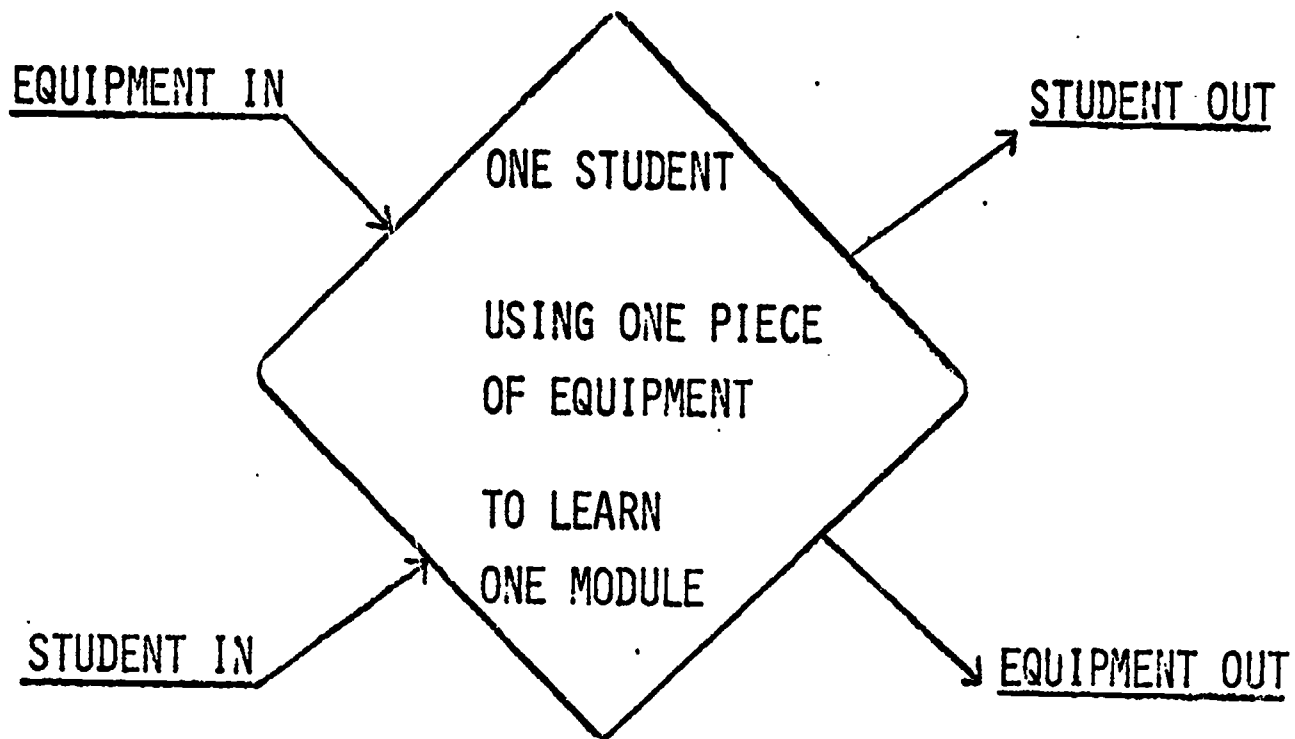 EQUIPMENT IN
STUDENT OUT
ONE STUDENT
USING ONE PIECE
OF EQUIPMENT
TO LEARN
ONE MODULE
STUDENT IN
EQUIPMENT OUT